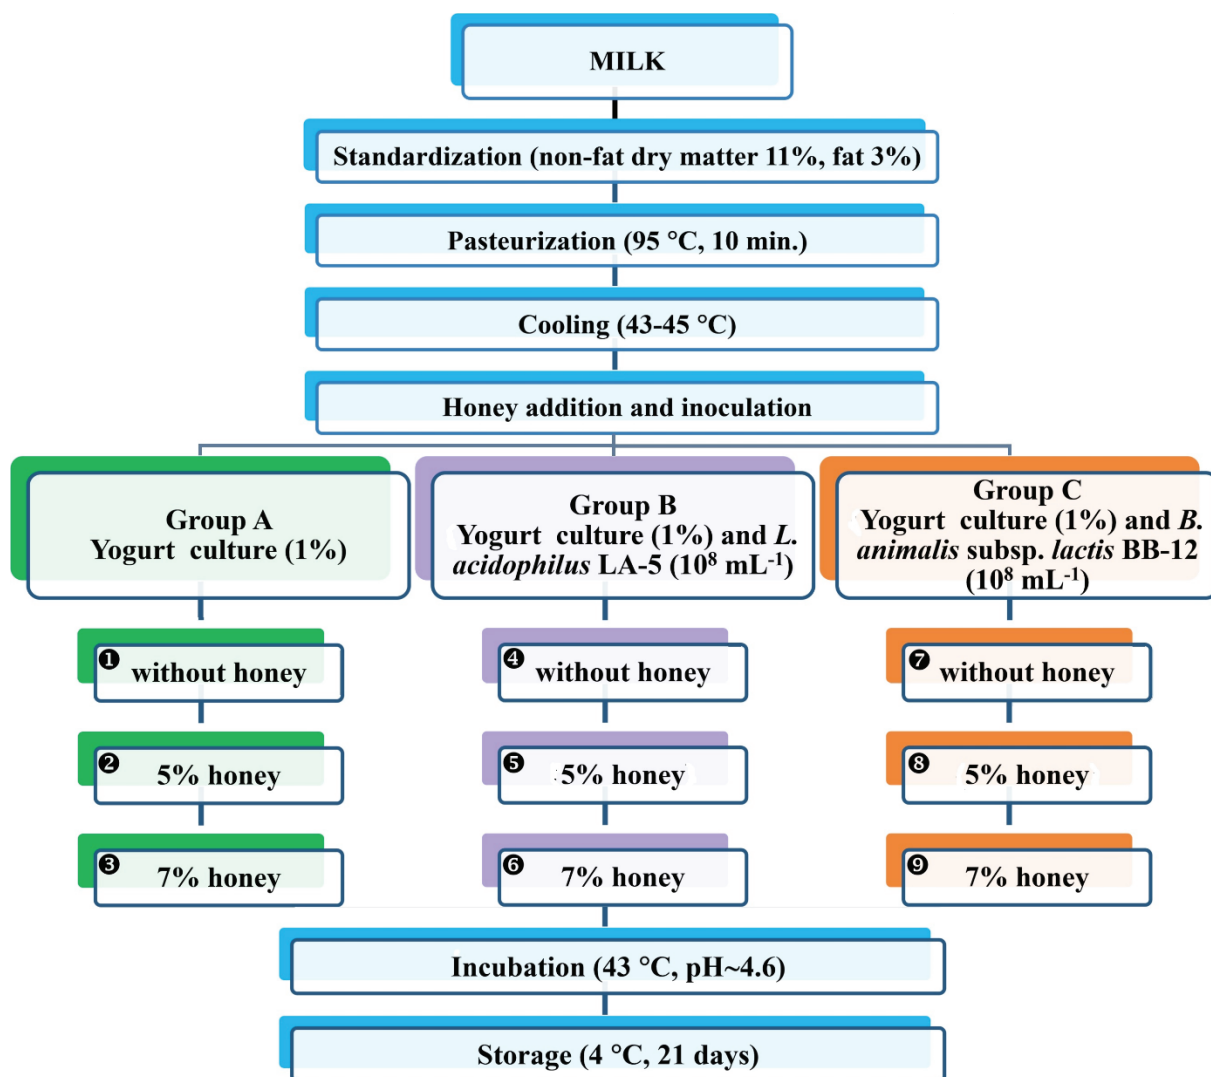 MILK
Standardization (non-fat dry matter 11%, fat 3%)
Pasteurization (95 °C, 10 min.)
Cooling (43-45 °C)
Honey addition and inoculation
Group A
Yogurt culture (1%)
Group B
Yogurt culture (1%) and L.
acidophilus LA-5 (10⁸ mL⁻¹)
Group C
Yogurt culture (1%) and B.
animalis subsp. lactis BB-12
(10⁸ mL⁻¹)
❶ without honey
❷ 5% honey
❸ 7% honey
❹ without honey
❺ 5% honey
❻ 7% honey
❼ without honey
❽ 5% honey
❾ 7% honey
Incubation (43 °C, pH~4.6)
Storage (4 °C, 21 days)